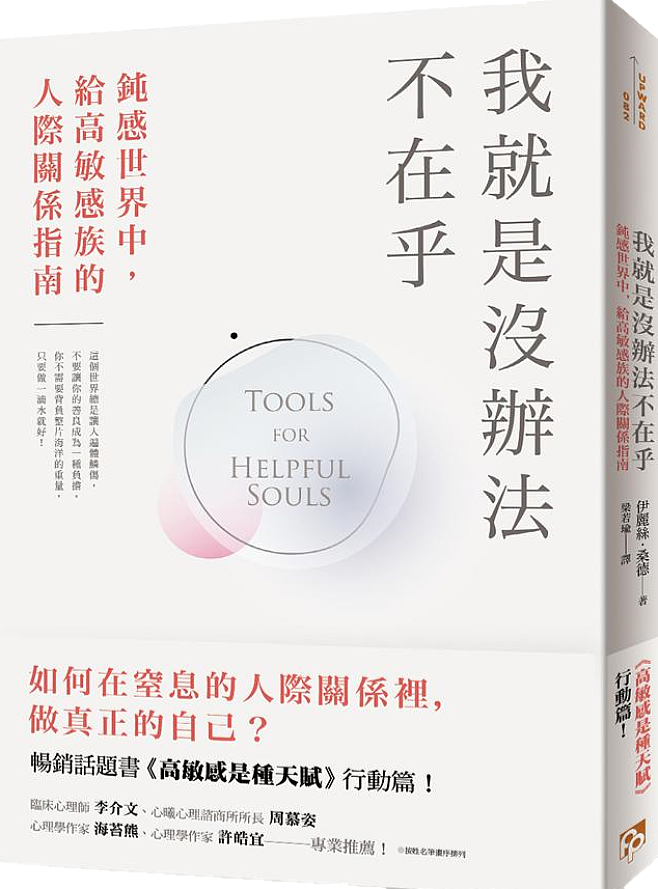 我就是沒辦法
不在乎
鈍感世界中，
給高敏感族的
人際關係指南
這個世界總是讓人遍體鱗傷，
不要讓你的善良成為一種負擔，
你不需要背負整片海洋的重量，
只要做一滴水就好！
TOOLS
FOR
HELPFUL
SOULS
如何在窒息的人際關係裡，
做真正的自己？
暢銷話題書《高敏感是種天賦》行動篇！
臨床心理師 李介文、心曦心理諮商所所長 周慕姿
心理學作家 海苔熊、心理學作家 許皓宜——專業推薦！ ※按姓名筆畫序排列
UPWARD
082
我就是沒辦法不在乎
鈍感世界中，給高敏感族的人際關係指南
伊麗絲・桑德——著
梁若瑜——譯
《高敏感是種天賦》
行動篇！